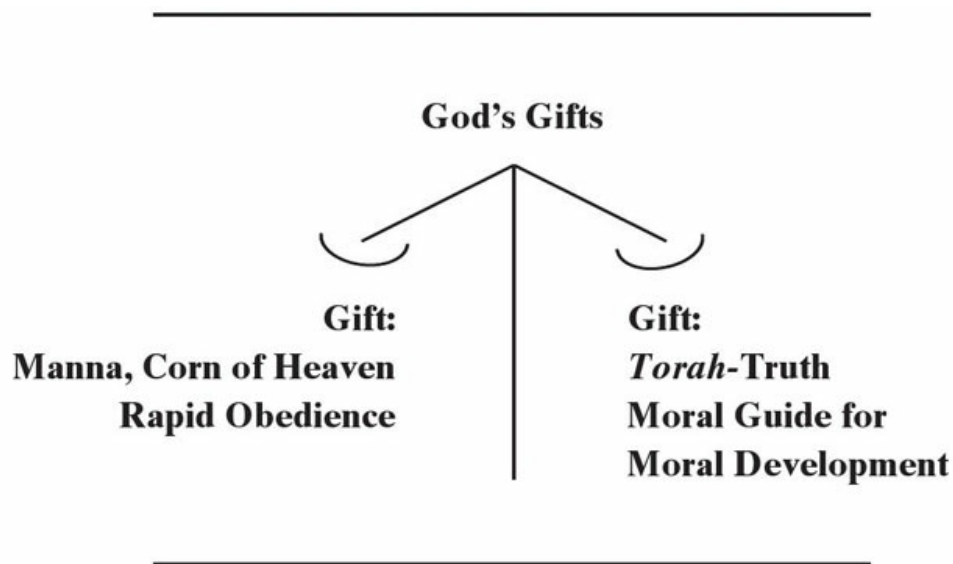 God’s Gifts
Gift:
Manna, Corn of Heaven
Rapid Obedience
Gift:
Torah-Truth
Moral Guide for
Moral Development